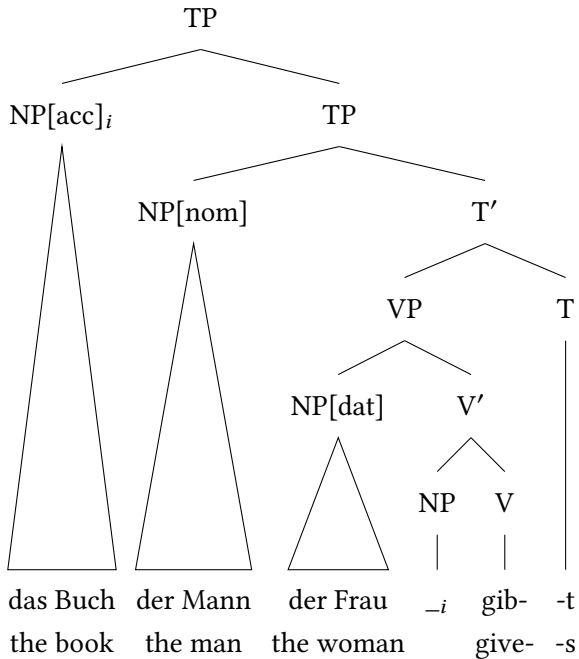 TP
NP[acc]i TP
NP[nom] T′
VP T
NP[dat] V′
NP V
das Buch der Mann der Frau _i gib- -t
the book the man the woman give- -s